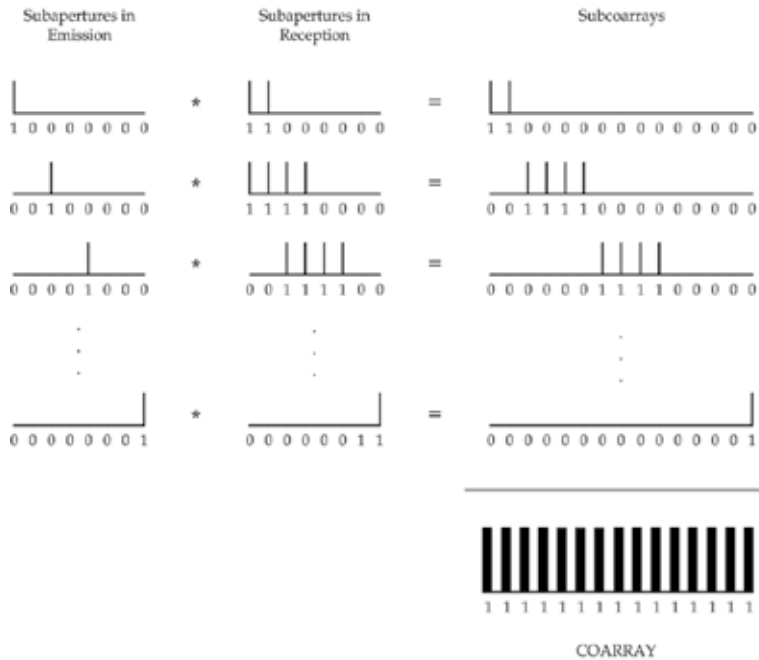 Subapertures in
Emission
Subapertures in
Reception
Subcoarrays
* =
1 0 0 0 0 0 0 0 1 1 0 0 0 0 0 0 1 1 0 0 0 0 0 0 0 0 0 0 0 0 0
* =
0 0 1 0 0 0 0 0 1 1 1 1 0 0 0 0 0 0 1 1 1 1 0 0 0 0 0 0 0 0 0
* =
0 0 0 0 1 0 0 0 0 0 1 1 1 1 0 0 0 0 0 0 0 0 1 1 1 1 0 0 0 0 0
* =
0 0 0 0 0 0 0 1 0 0 0 0 0 0 1 1 0 0 0 0 0 0 0 0 0 0 0 0 0 0 1
1 1 1 1 1 1 1 1 1 1 1 1 1 1 1
COARRAY